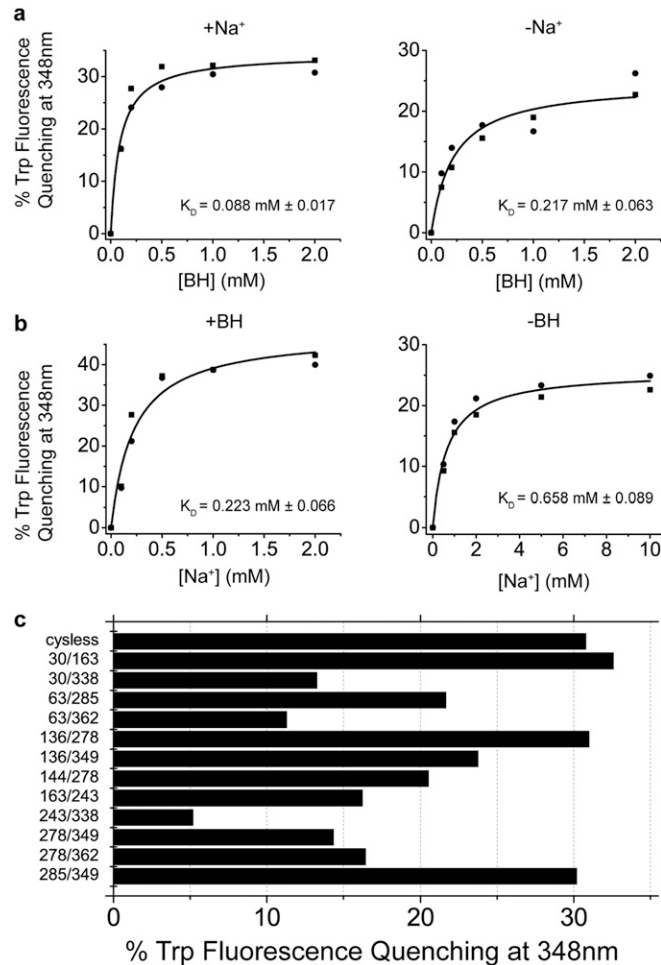 a
+Na⁺
-Na⁺
% Trp Fluorescence
Quenching at 348nm
40
30
20
10
0
K_D = 0.088 mM ± 0.017
0.0 0.5 1.0 1.5 2.0
[BH] (mM)
30
20
10
0
K_D = 0.217 mM ± 0.063
0.0 0.5 1.0 1.5 2.0
[BH] (mM)
b
+BH
-BH
% Trp Fluorescence
Quenching at 348nm
40
30
20
10
0
K_D = 0.223 mM ± 0.066
0.0 0.5 1.0 1.5 2.0
[Na⁺] (mM)
30
20
10
0
K_D = 0.658 mM ± 0.089
0 2 4 6 8 10
[Na⁺] (mM)
c
cysless
30/163
30/338
63/285
63/362
136/278
136/349
144/278
163/243
243/338
278/349
278/362
285/349
0 10 20 30
% Trp Fluorescence Quenching at 348nm